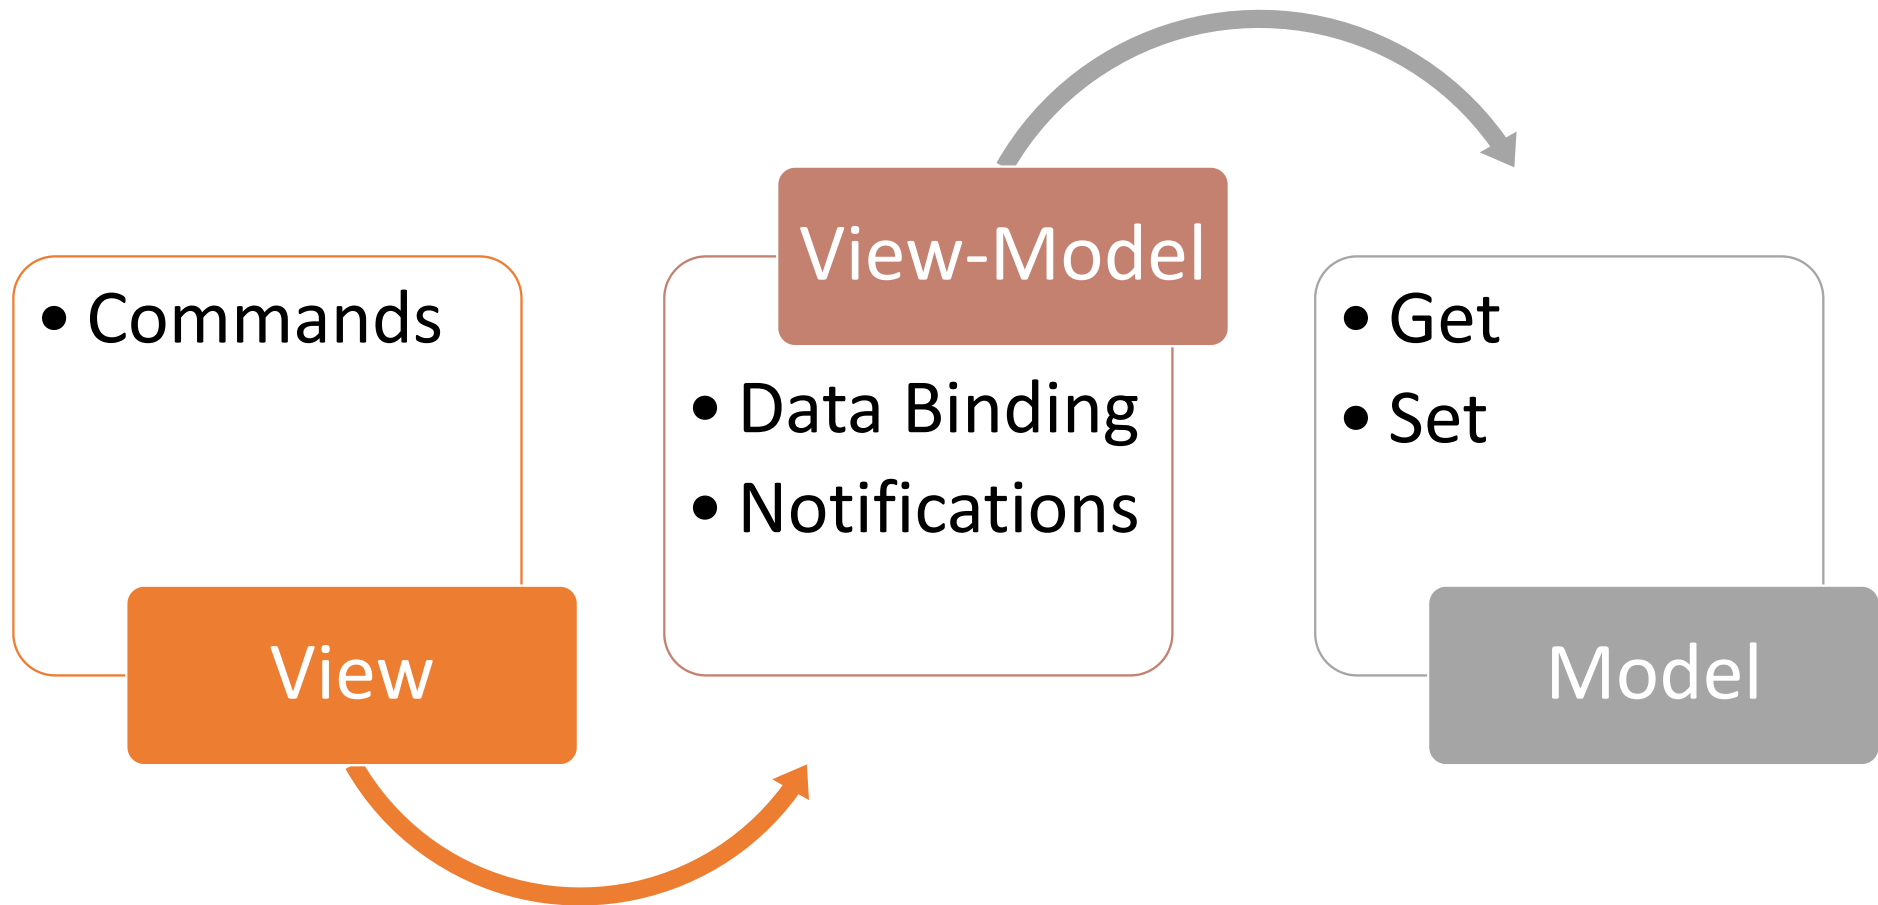 • Commands
View
View-Model
• Data Binding
• Notifications
• Get
• Set
Model